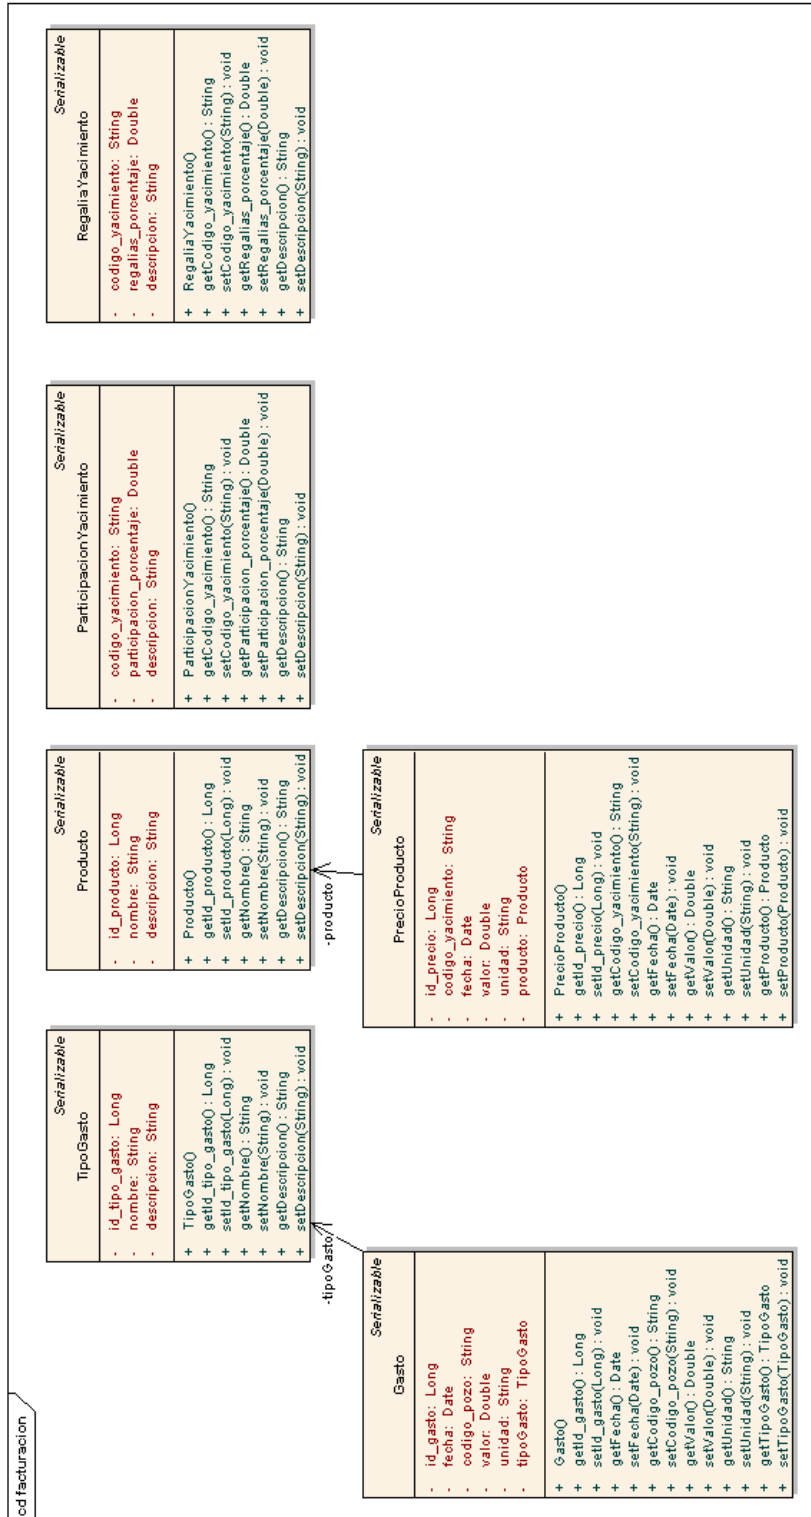 cd facturacion
Serializable
TipoGasto
- id_tipo_gasto: Long
- nombre: String
- descripcion: String
+ TipoGasto()
+ getId_tipo_gasto() : Long
+ setId_tipo_gasto(Long) : void
+ getNombre() : String
+ setNombre(String) : void
+ getDescripcion() : String
+ setDescripcion(String) : void
Serializable
Producto
- id_producto: Long
- nombre: String
- descripcion: String
+ Producto()
+ getId_producto() : Long
+ setId_producto(Long) : void
+ getNombre() : String
+ setNombre(String) : void
+ getDescripcion() : String
+ setDescripcion(String) : void
Serializable
ParticipacionYacimiento
- codigo_yacimiento: String
- participacion_porcentaje: Double
- descripcion: String
+ ParticipacionYacimiento()
+ getCodigo_yacimiento() : String
+ setCodigo_yacimiento(String) : void
+ getParticipacion_porcentaje() : Double
+ setParticipacion_porcentaje(Double) : void
+ getDescripcion() : String
+ setDescripcion(String) : void
Serializable
RegaliaYacimiento
- codigo_yacimiento: String
- regalias_porcentaje: Double
- descripcion: String
+ RegaliaYacimiento()
+ getCodigo_yacimiento() : String
+ setCodigo_yacimiento(String) : void
+ getRegalias_porcentaje() : Double
+ setRegalias_porcentaje(Double) : void
+ getDescripcion() : String
+ setDescripcion(String) : void
-tipoGasto
-producto
Serializable
Gasto
- id_gasto: Long
- fecha: Date
- codigo_pozo: String
- valor: Double
- unidad: String
- tipoGasto: TipoGasto
+ Gasto()
+ getId_gasto() : Long
+ setId_gasto(Long) : void
+ getFecha() : Date
+ setFecha(Date) : void
+ getCodigo_pozo() : String
+ setCodigo_pozo(String) : void
+ getValor() : Double
+ setValor(Double) : void
+ getUnidad() : String
+ setUnidad(String) : void
+ getTipoGasto() : TipoGasto
+ setTipoGasto(TipoGasto) : void
Serializable
PrecioProducto
- id_precio: Long
- codigo_yacimiento: String
- fecha: Date
- valor: Double
- unidad: String
- producto: Producto
+ PrecioProducto()
+ getId_precio() : Long
+ setId_precio(Long) : void
+ getCodigo_yacimiento() : String
+ setCodigo_yacimiento(String) : void
+ getFecha() : Date
+ setFecha(Date) : void
+ getValor() : Double
+ setValor(Double) : void
+ getUnidad() : String
+ setUnidad(String) : void
+ getProducto() : Producto
+ setProducto(Producto) : void